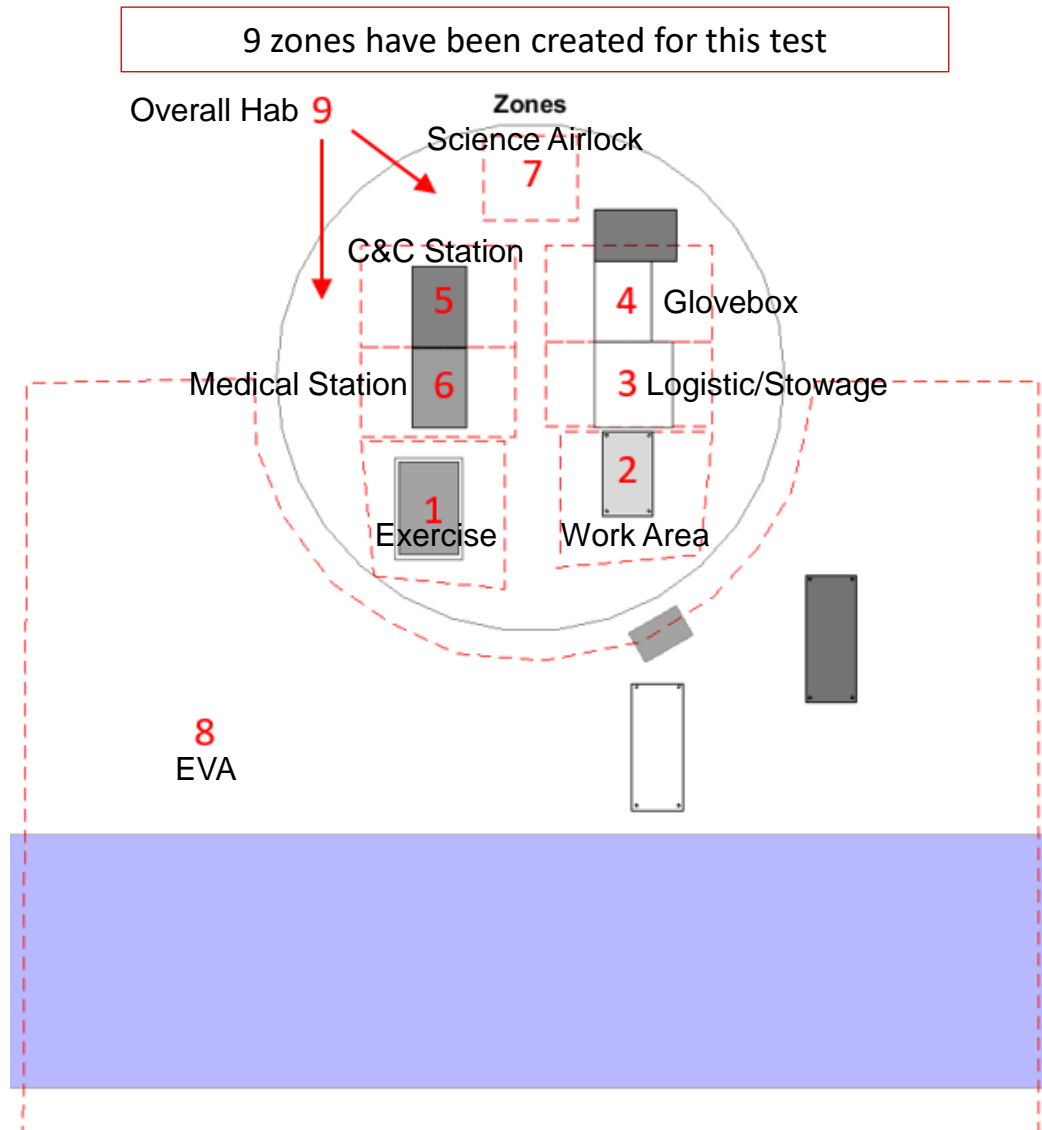 9 zones have been created for this test
Zones
Overall Hab 9
Science Airlock
7
C&C Station
5
4 Glovebox
Medical Station 6
3 Logistic/Stowage
2
1
Exercise
Work Area
8
EVA